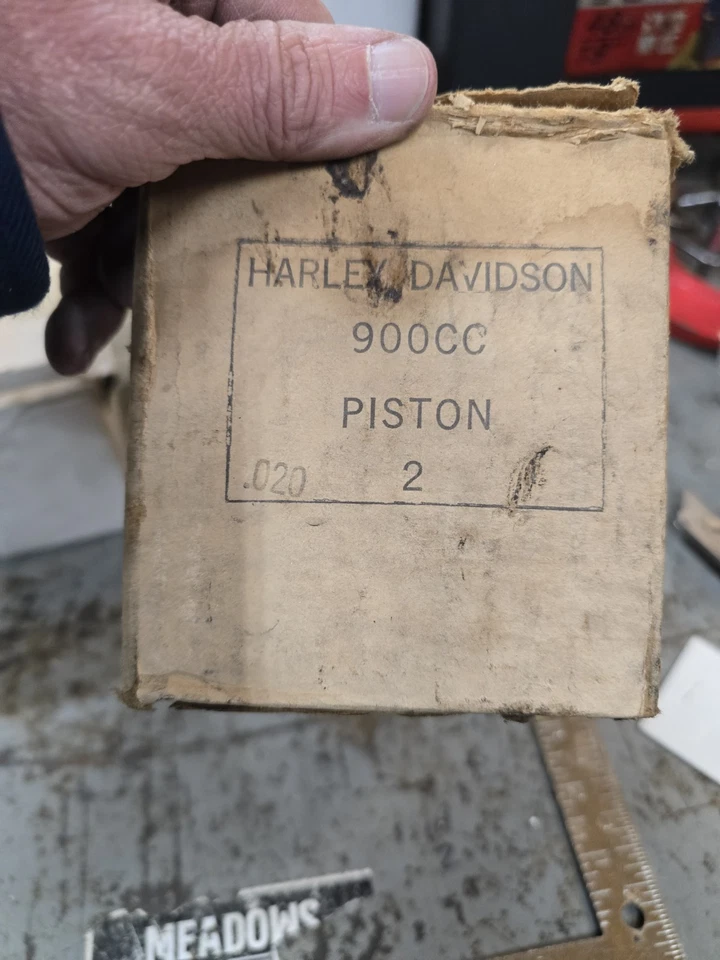 HARLEY DAVIDSON
900CC
PISTON
.020 2
MEADOWS